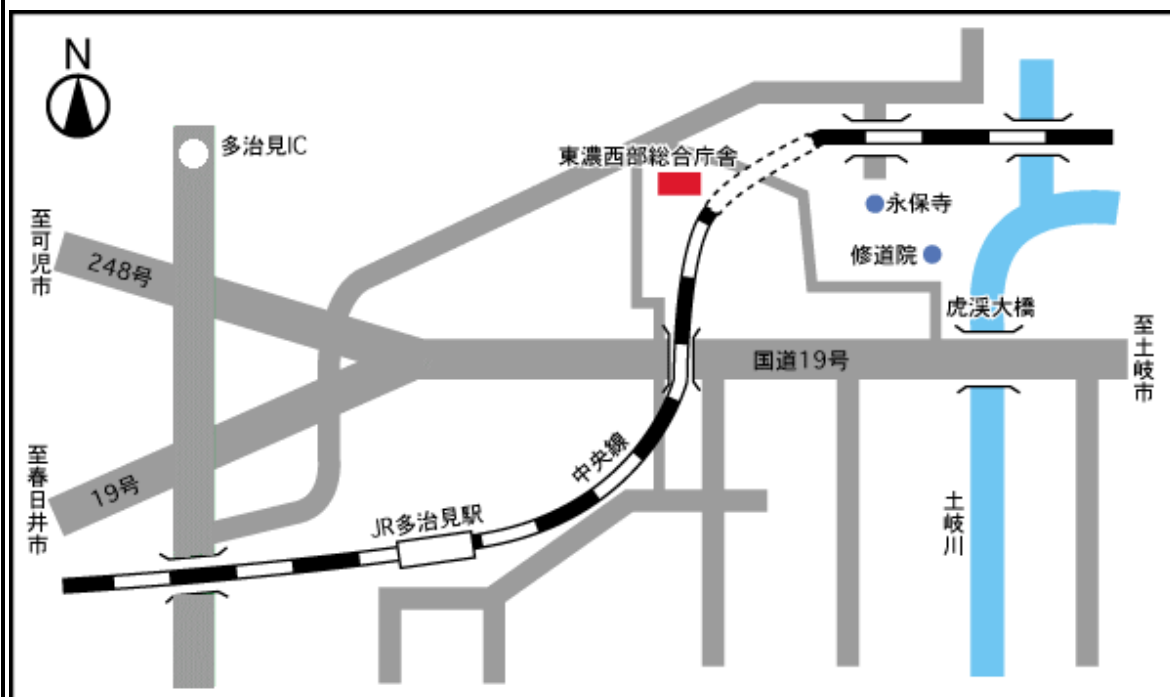 N
多治見IC
東濃西部総合庁舎
至可児市
248号
永保寺
修道院
虎渓大橋
至土岐市
国道19号
至春日井市
19号
中央線
JR多治見駅
土岐川